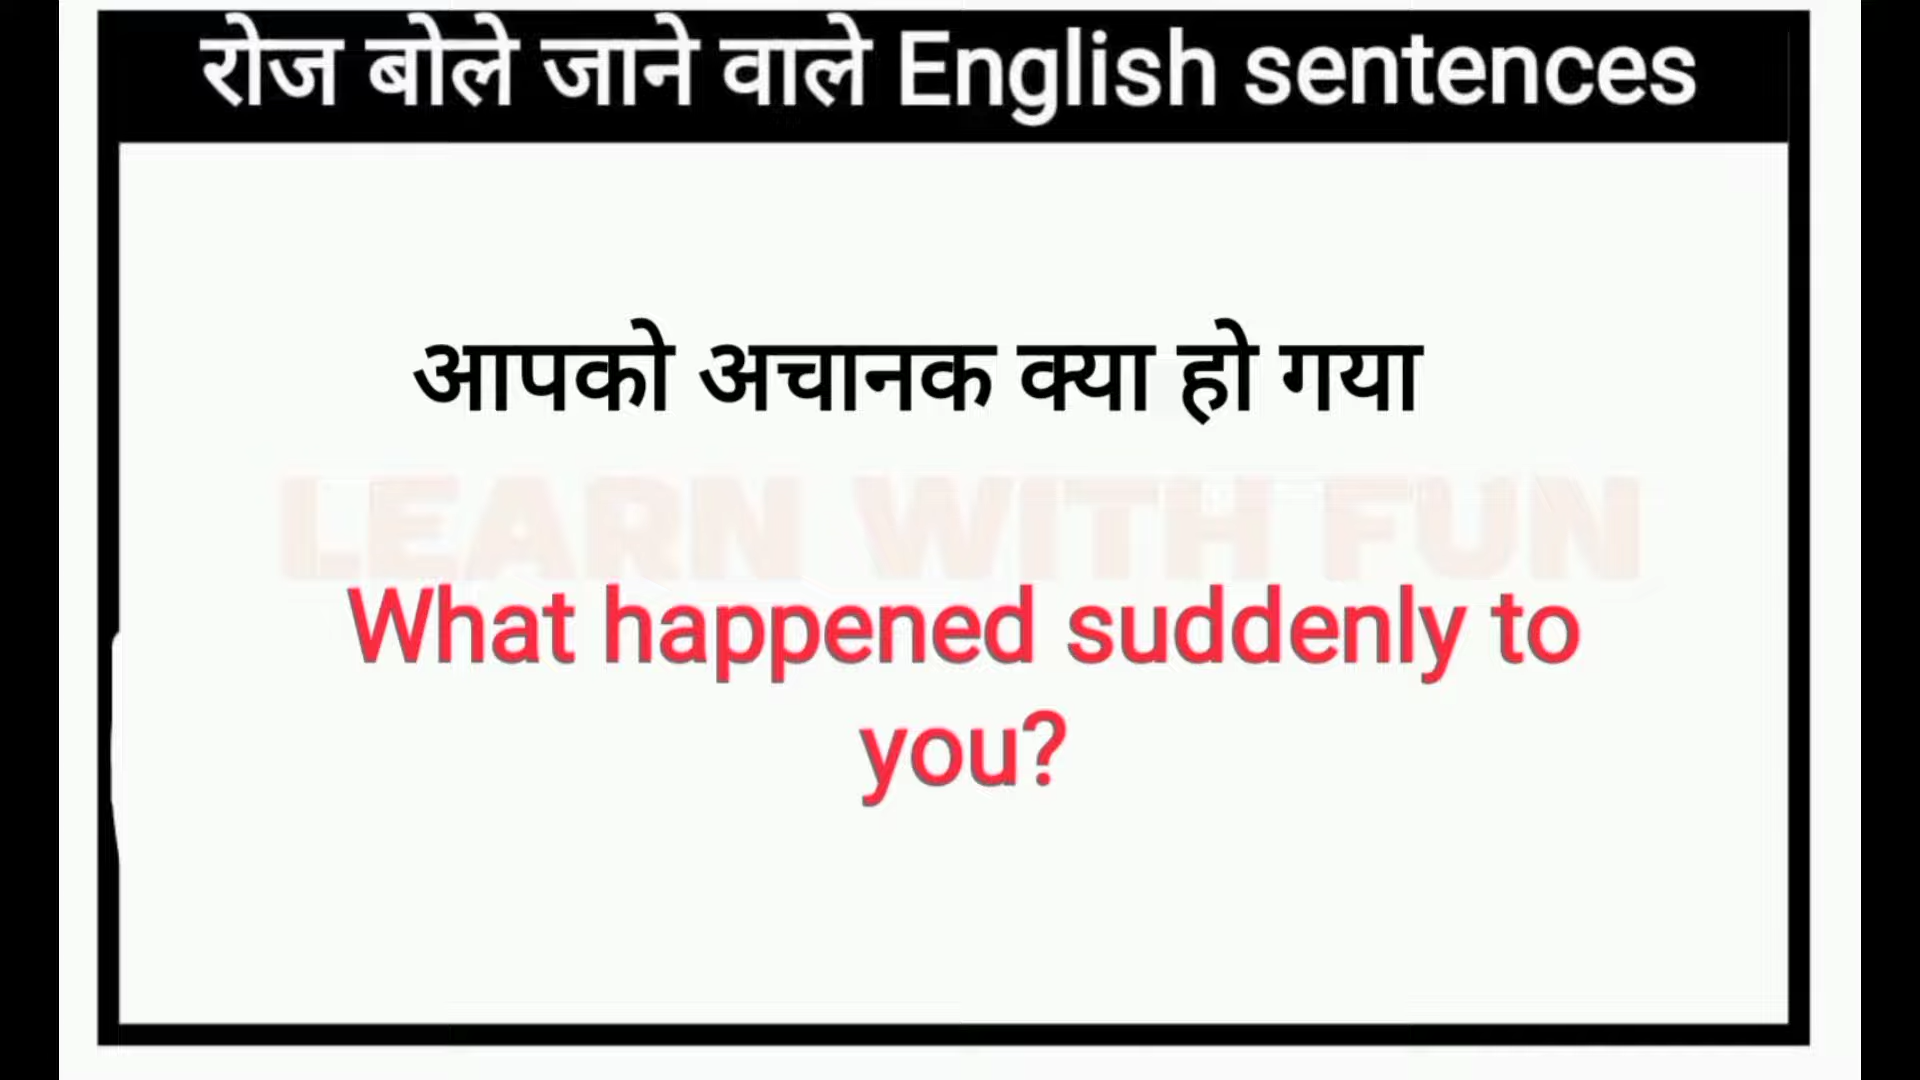 रोज बोले जाने वाले English sentences
आपको अचानक क्या हो गया
LEARN WITH FUN
What happened suddenly to
you?